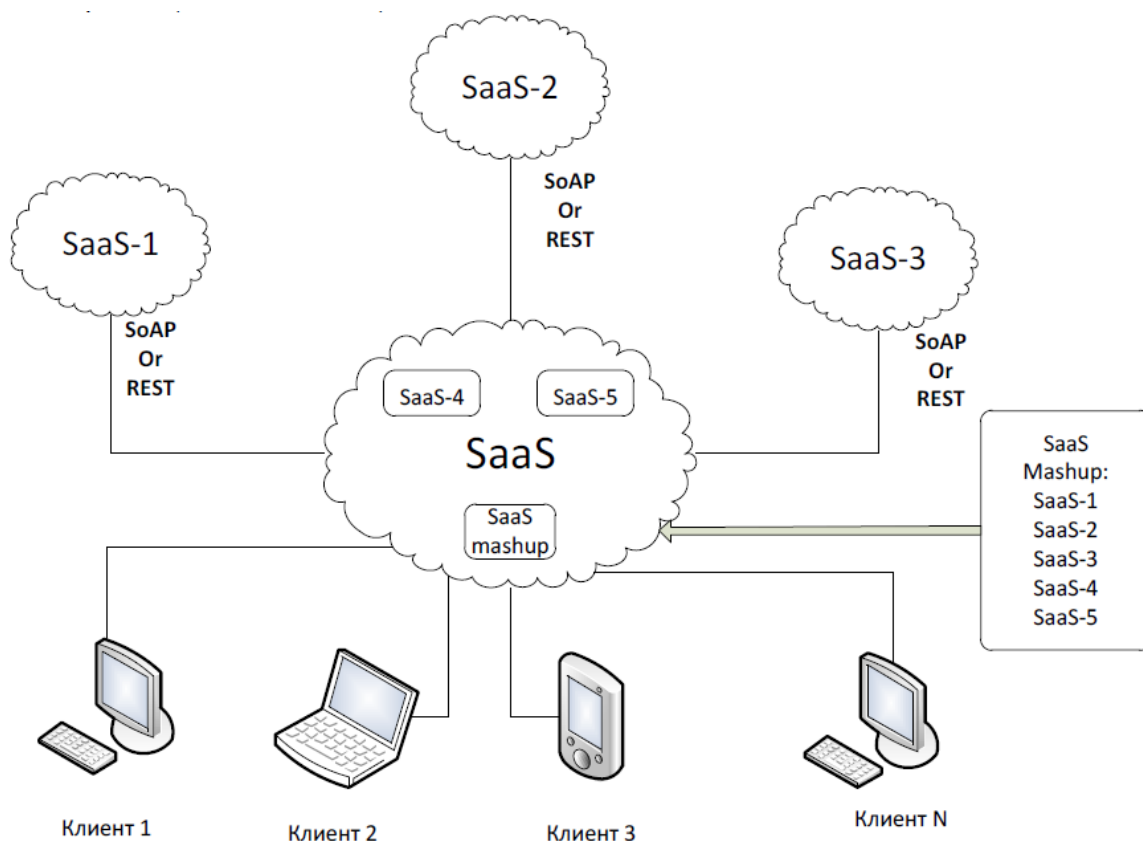 SaaS-2
SoAP
Or
REST
SaaS-1
SaaS-3
SoAP
Or
REST
SoAP
Or
REST
SaaS-4
SaaS-5
SaaS
SaaS
mashup
SaaS
Mashup:
SaaS-1
SaaS-2
SaaS-3
SaaS-4
SaaS-5
Клиент 1
Клиент 2
Клиент 3
Клиент N